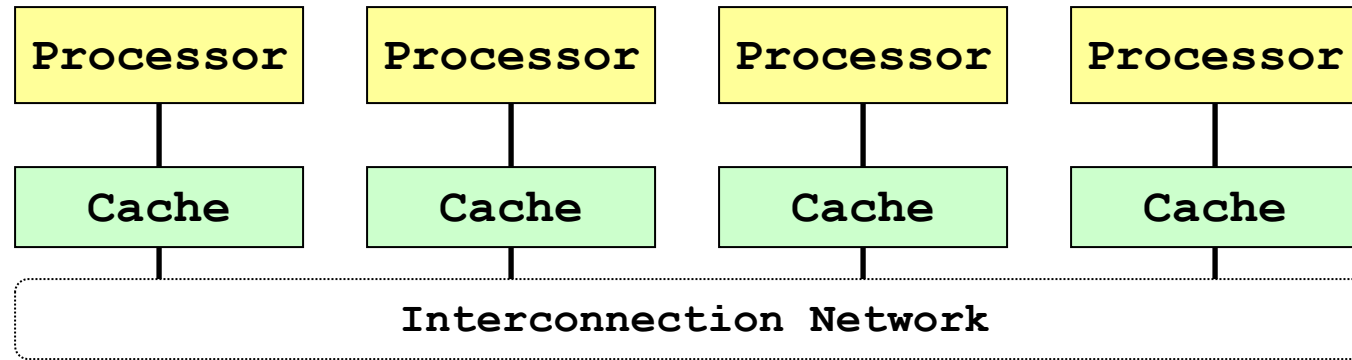 Processor Processor Processor Processor
Cache Cache Cache Cache
Interconnection Network